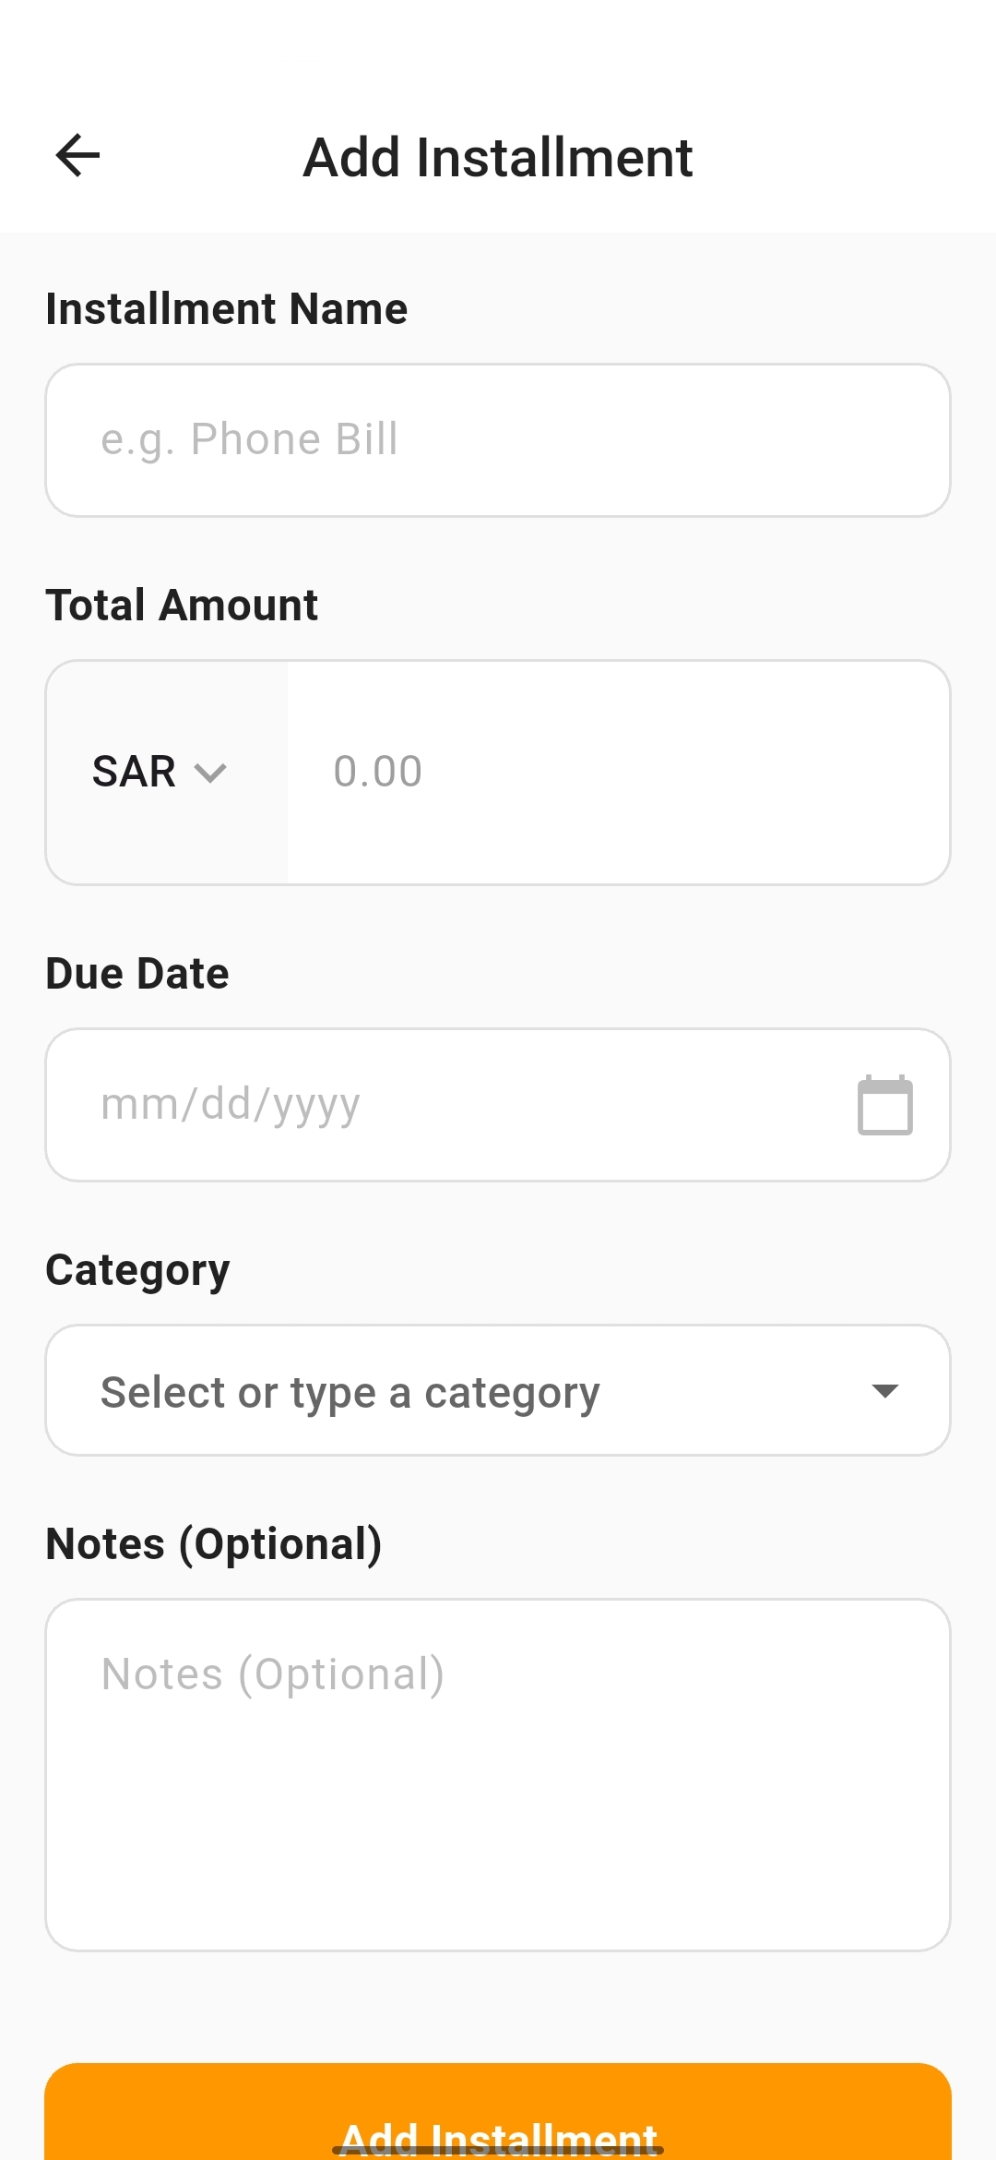 Add Installment
Installment Name
e.g. Phone Bill
Total Amount
SAR 0.00
Due Date
mm/dd/yyyy
Category
Select or type a category
Notes (Optional)
Notes (Optional)
Add Installment